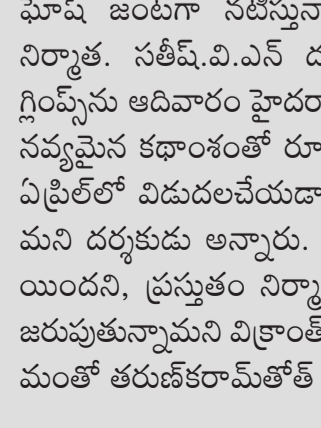 ఘోష్ జంటగా నటిస్తున
నిర్మాత. సతీష్.వి.ఎన్ ద
గ్లింప్స్‌ను ఆదివారం హైదరా
నవ్యమైన కథాంశంతో రూ
ఏప్రిల్‌లో విడుదలచేయడా
మని దర్శకుడు అన్నారు.
యిందని, ప్రస్తుతం నిర్మా
జరుపుతున్నామని విక్రాంత్
మంతో తరుణ్‌కరామ్‌తోత్